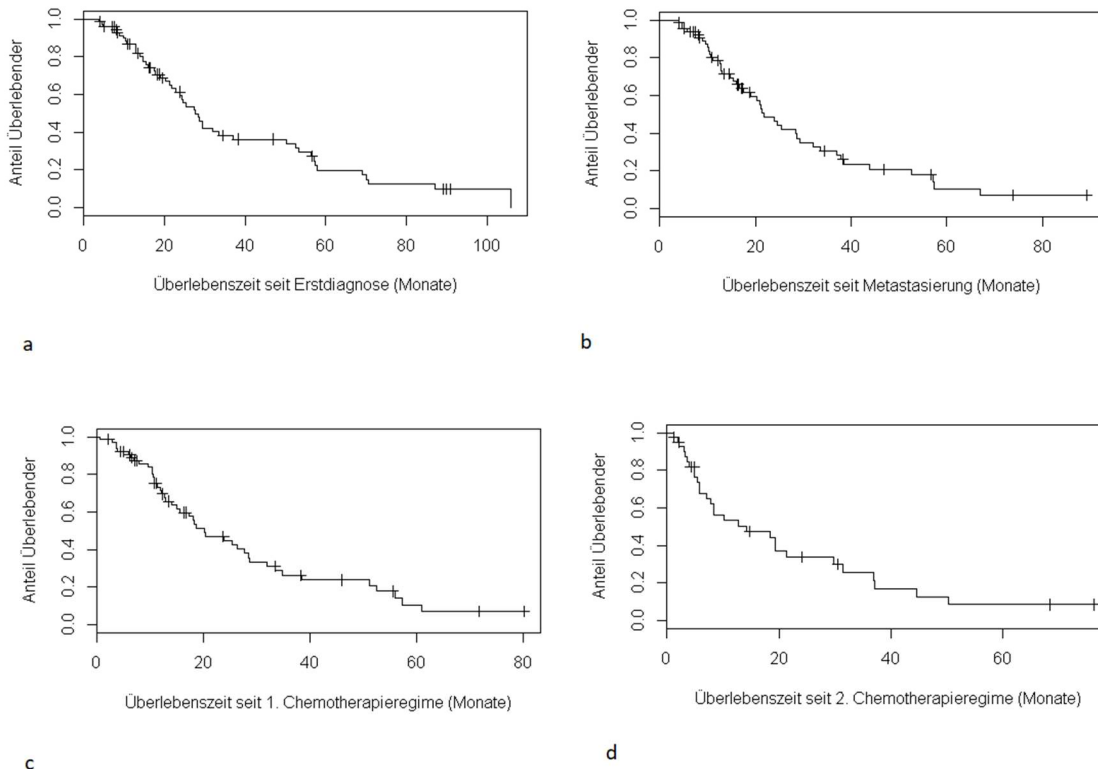 Anteil Überlebender
0.0 0.2 0.4 0.6 0.8 1.0
0 20 40 60 80 100
Überlebenszeit seit Erstdiagnose (Monate)
a
Anteil Überlebender
0.0 0.2 0.4 0.6 0.8 1.0
0 20 40 60 80
Überlebenszeit seit Metastasierung (Monate)
b
Anteil Überlebender
0.0 0.2 0.4 0.6 0.8 1.0
0 20 40 60 80
Überlebenszeit seit 1. Chemotherapieregime (Monate)
c
Anteil Überlebender
0.0 0.2 0.4 0.6 0.8 1.0
0 20 40 60
Überlebenszeit seit 2. Chemotherapieregime (Monate)
d